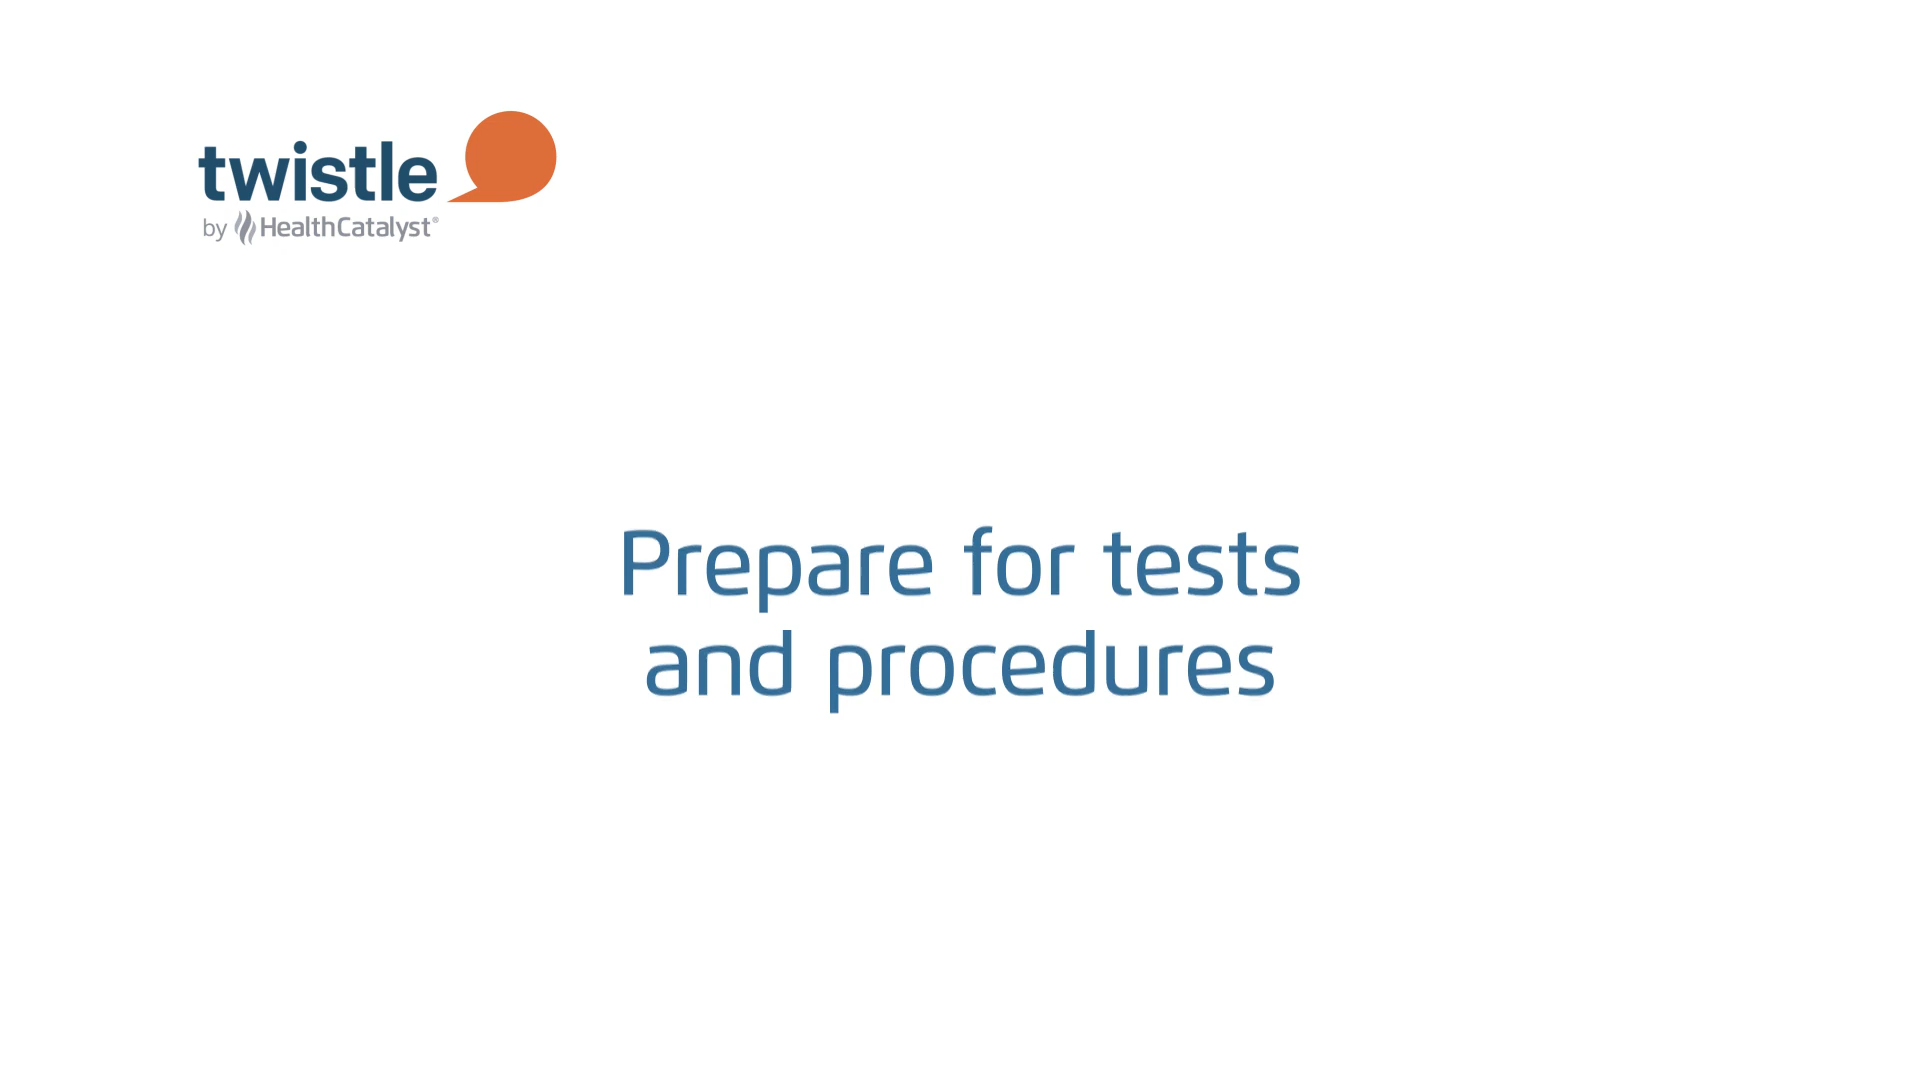 twistle
by HealthCatalyst®
Prepare for tests
and procedures